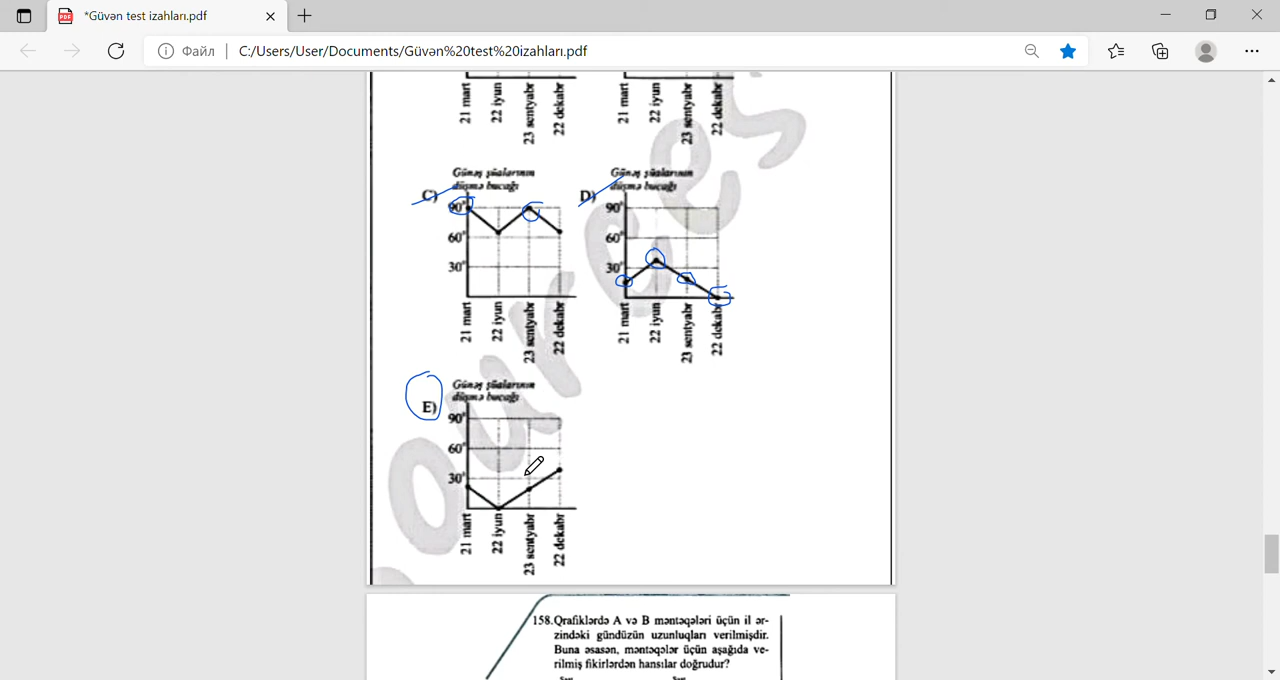 *Güvən test izahları.pdf
Файл
C:/Users/User/Documents/Güvən%20test%20izahları.pdf
21 mart
22 iyun
23 sentyabr
22 dekabr
21 mart
22 iyun
23 sentyabr
22 dekabr
C)
Günəş şüalarının
düşmə bucağı
90°
60°
30°
21 mart
22 iyun
23 sentyabr
22 dekabr
D)
Günəş şüalarının
düşmə bucağı
90°
60°
30°
21 mart
22 iyun
23 sentyabr
22 dekabr
E)
Günəş şüalarının
düşmə bucağı
90°
60°
30°
21 mart
22 iyun
23 sentyabr
22 dekabr
158. Qrafiklərdə A və B məntəqələri üçün il ər-
zindəki gündüzün uzunluqları verilmişdir.
Buna əsasən, məntəqələr üçün aşağıda ve-
rilmiş fikirlərdən hansılar doğrudur?